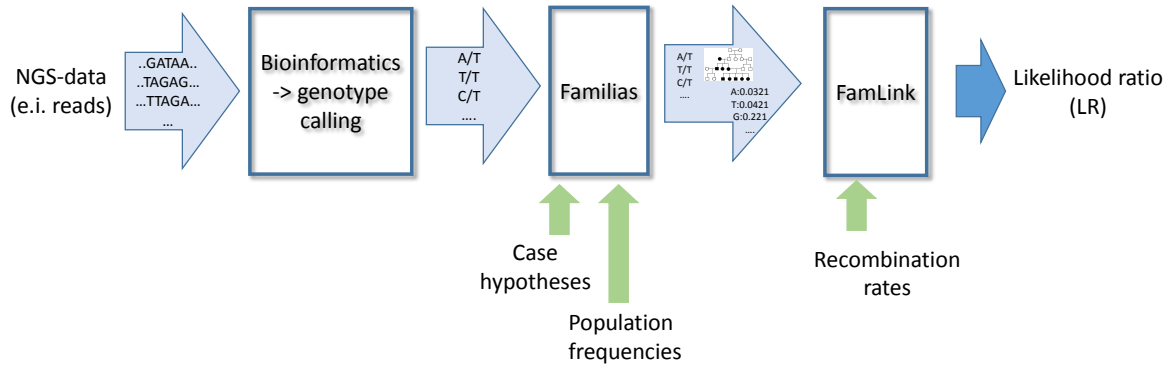 NGS-data
(e.i. reads)
..GATAA..
..TAGAG...
...TTAGA...
...
Bioinformatics
-> genotype
calling
A/T
T/T
C/T
....
Familias
A/T
T/T
C/T
....
A:0.0321
T:0.0421
G:0.221
....
FamLink
Likelihood ratio
(LR)
Case
hypotheses
Population
frequencies
Recombination
rates